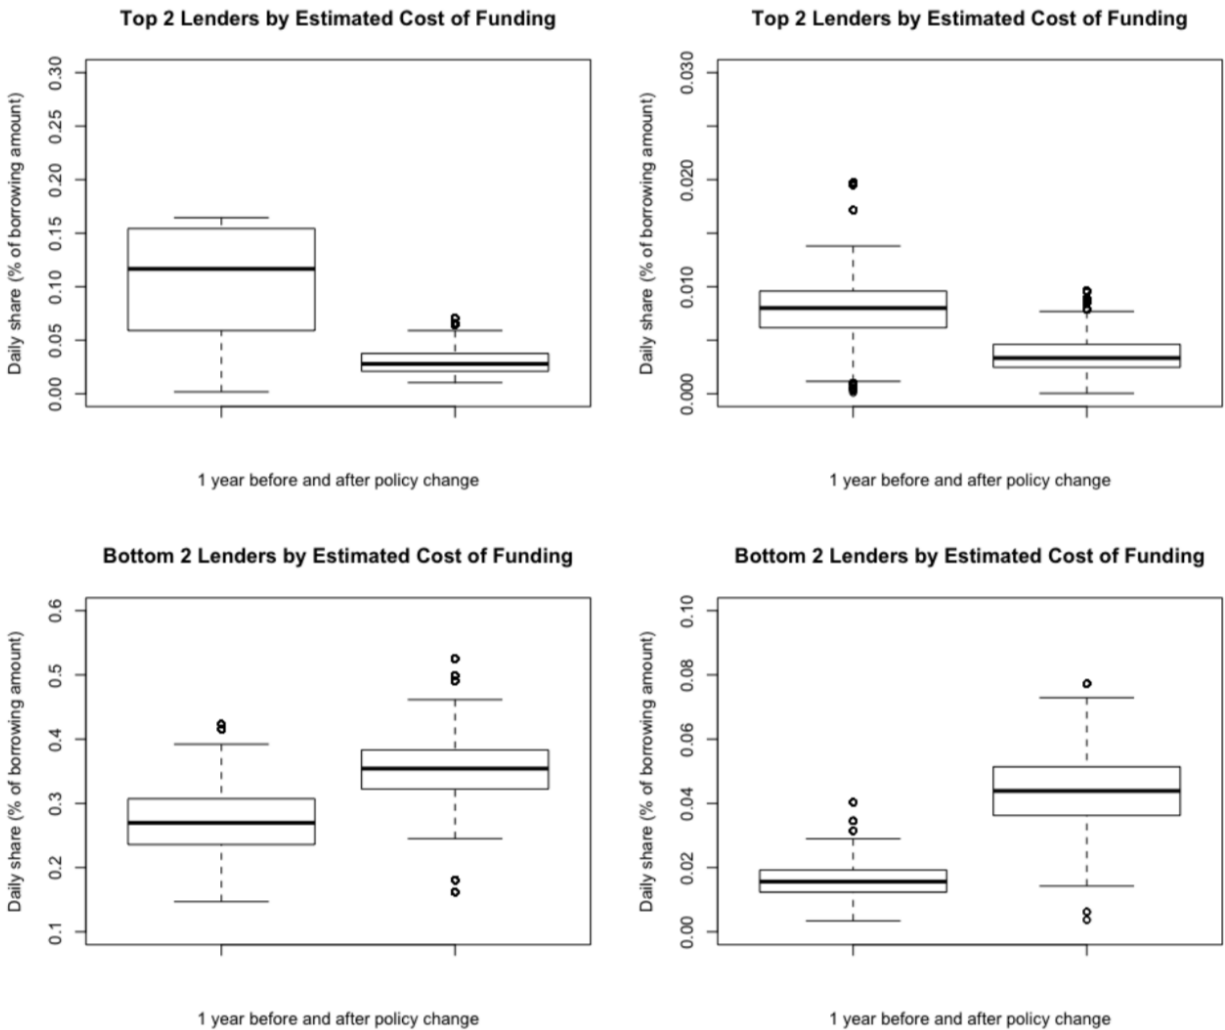 Top 2 Lenders by Estimated Cost of Funding
Daily share (% of borrowing amount)
0.30
0.25
0.20
0.15
0.10
0.05
0.00
1 year before and after policy change
Top 2 Lenders by Estimated Cost of Funding
Daily share (% of borrowing amount)
0.030
0.020
0.010
0.000
1 year before and after policy change
Bottom 2 Lenders by Estimated Cost of Funding
Daily share (% of borrowing amount)
0.6
0.5
0.4
0.3
0.2
0.1
1 year before and after policy change
Bottom 2 Lenders by Estimated Cost of Funding
Daily share (% of borrowing amount)
0.10
0.08
0.06
0.04
0.02
0.00
1 year before and after policy change